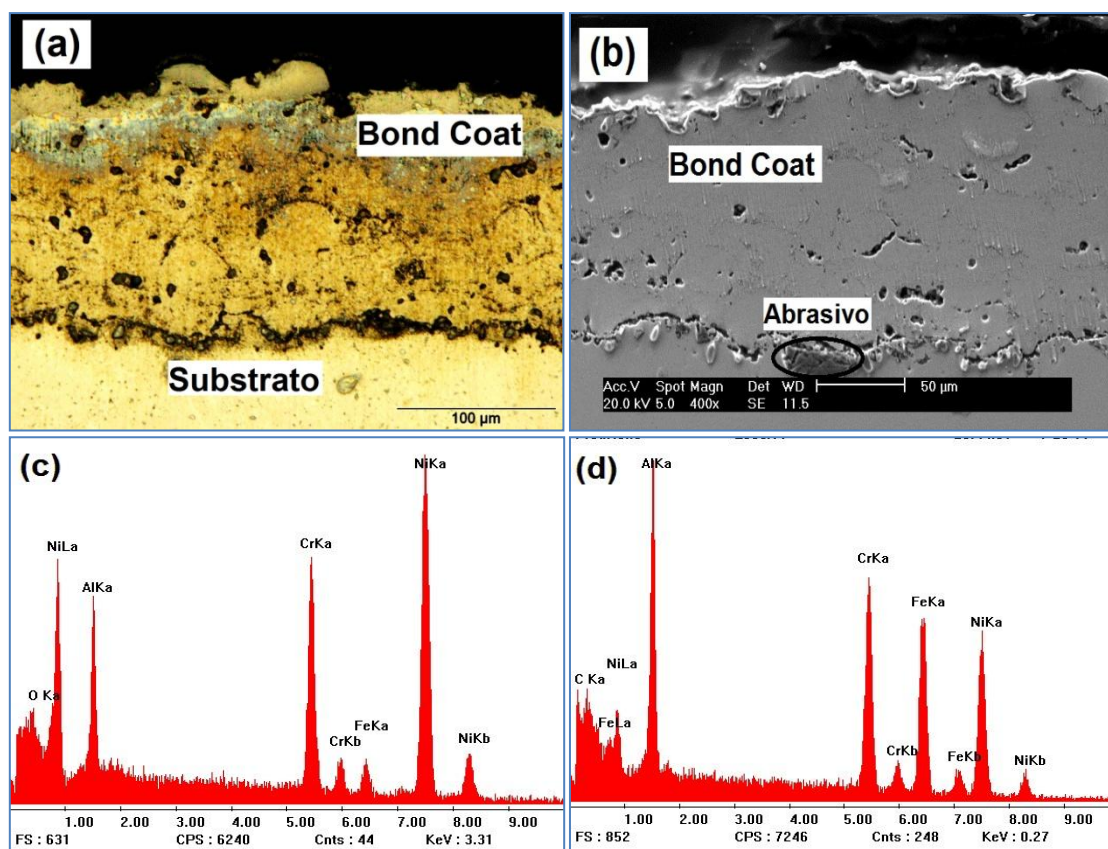 (a)
Bond Coat
Substrato
100 µm
(b)
Bond Coat
Abrasivo
Acc.V Spot Magn Det WD 50 µm
20.0 kV 5.0 400x SE 11.5
(c)
NiKa
NiLa
CrKa
AlKa
O Ka
FeKa
CrKb
NiKb
1.00 2.00 3.00 4.00 5.00 6.00 7.00 8.00 9.00
FS : 631 CPS : 6240 Cnts : 44 KeV : 3.31
(d)
AlKa
CrKa
FeKa
NiKa
NiLa
C Ka
FeLa
CrKb
FeKb
NiKb
1.00 2.00 3.00 4.00 5.00 6.00 7.00 8.00 9.00
FS : 852 CPS : 7246 Cnts : 248 KeV : 0.27